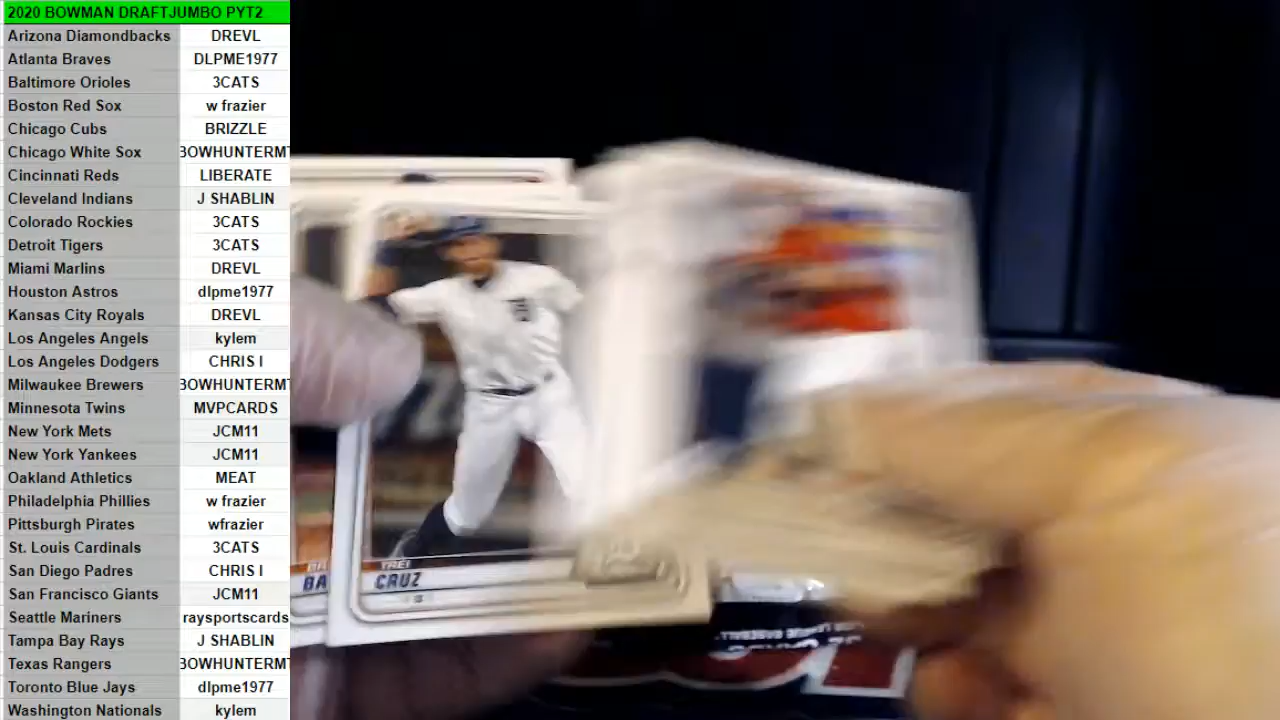 2020 BOWMAN DRAFTJUMBO PYT2
Arizona Diamondbacks DREVL
Atlanta Braves DLPME1977
Baltimore Orioles 3CATS
Boston Red Sox w frazier
Chicago Cubs BRIZZLE
Chicago White Sox BOWHUNTERMT
Cincinnati Reds LIBERATE
Cleveland Indians J SHABLIN
Colorado Rockies 3CATS
Detroit Tigers 3CATS
Miami Marlins DREVL
Houston Astros dlpme1977
Kansas City Royals DREVL
Los Angeles Angels kylem
Los Angeles Dodgers CHRIS I
Milwaukee Brewers BOWHUNTERMT
Minnesota Twins MVPCARDS
New York Mets JCM11
New York Yankees JCM11
Oakland Athletics MEAT
Philadelphia Phillies w frazier
Pittsburgh Pirates wfrazier
St. Louis Cardinals 3CATS
San Diego Padres CHRIS I
San Francisco Giants JCM11
Seattle Mariners raysportscards
Tampa Bay Rays J SHABLIN
Texas Rangers BOWHUNTERMT
Toronto Blue Jays dlpme1977
Washington Nationals kylem
BA
TREI
CRUZ